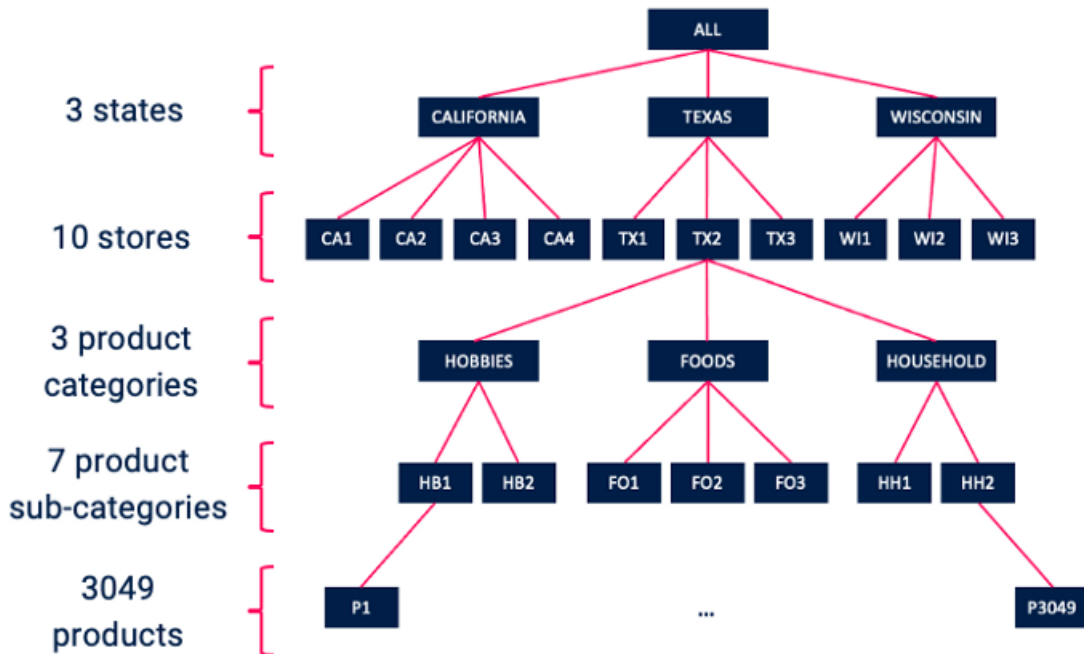 ALL
3 states
CALIFORNIA
TEXAS
WISCONSIN
10 stores
CA1
CA2
CA3
CA4
TX1
TX2
TX3
WI1
WI2
WI3
3 product
categories
HOBBIES
FOODS
HOUSEHOLD
7 product
sub-categories
HB1
HB2
FO1
FO2
FO3
HH1
HH2
3049
products
P1
...
P3049